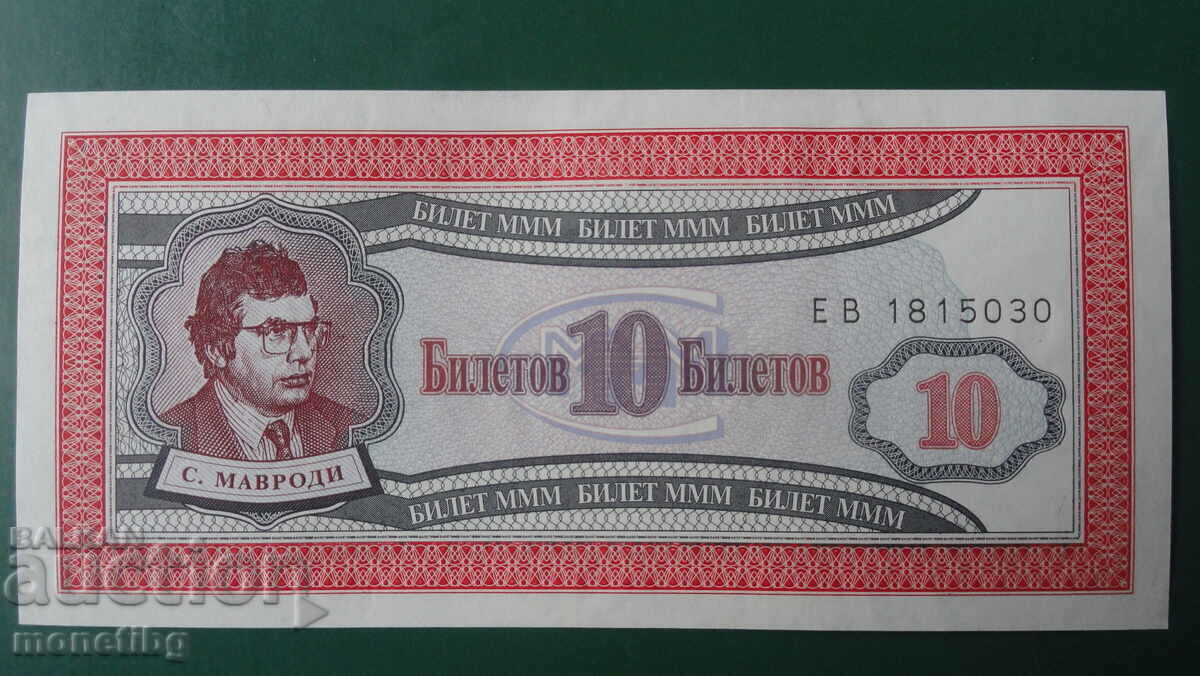 БИЛЕТ МММ БИЛЕТ МММ БИЛЕТ МММ
ЕВ 1815030
Билетов 10 Билетов
10
С. МАВРОДИ
БИЛЕТ МММ БИЛЕТ МММ БИЛЕТ МММ
BALKAN
auction
monetibg